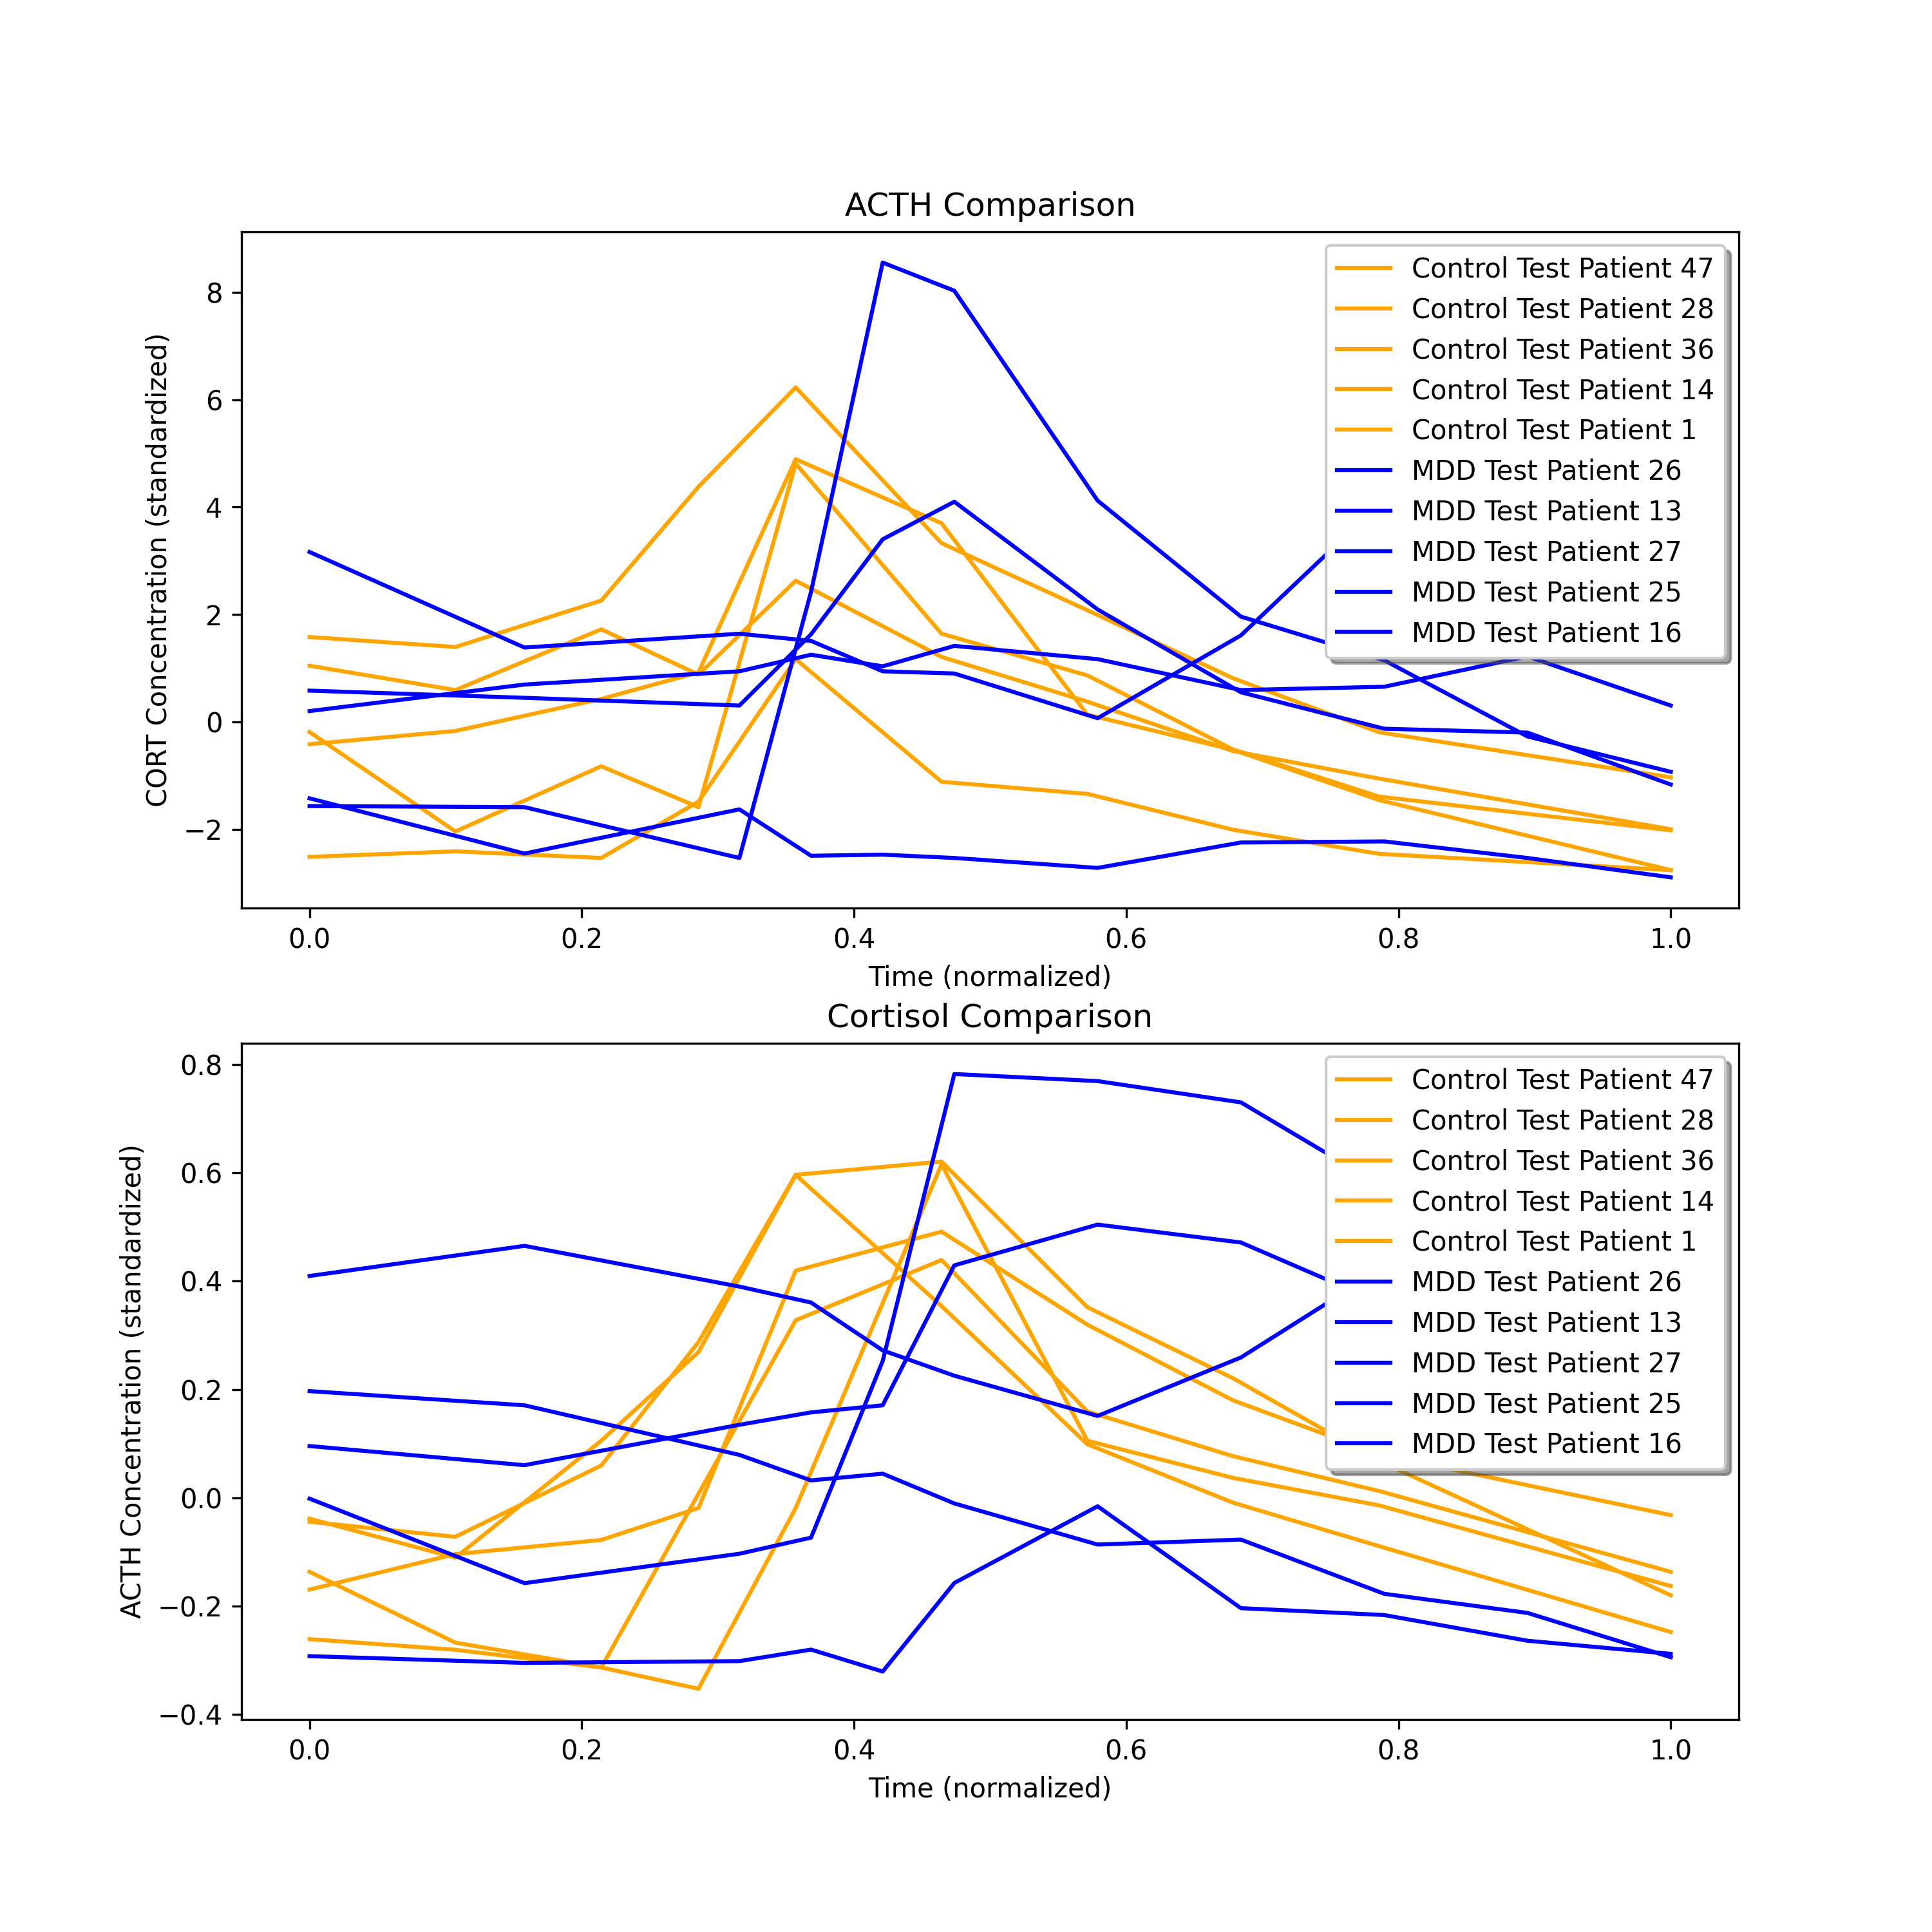 ACTH Comparison
CORT Concentration (standardized)
8
6
4
2
0
−2
Control Test Patient 47
Control Test Patient 28
Control Test Patient 36
Control Test Patient 14
Control Test Patient 1
MDD Test Patient 26
MDD Test Patient 13
MDD Test Patient 27
MDD Test Patient 25
MDD Test Patient 16
0.0 0.2 0.4 0.6 0.8 1.0
Time (normalized)
Cortisol Comparison
ACTH Concentration (standardized)
0.8
0.6
0.4
0.2
0.0
−0.2
−0.4
Control Test Patient 47
Control Test Patient 28
Control Test Patient 36
Control Test Patient 14
Control Test Patient 1
MDD Test Patient 26
MDD Test Patient 13
MDD Test Patient 27
MDD Test Patient 25
MDD Test Patient 16
0.0 0.2 0.4 0.6 0.8 1.0
Time (normalized)